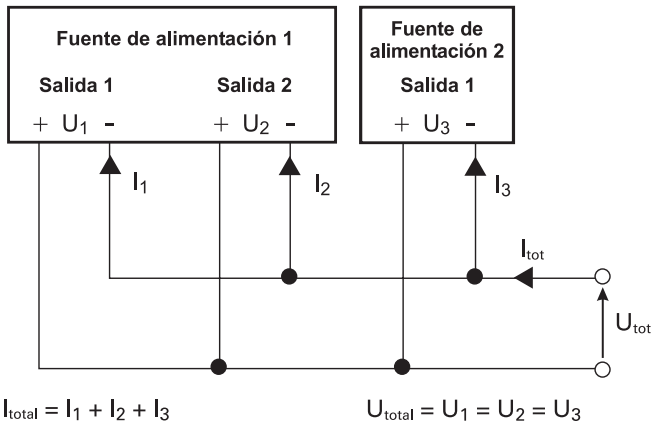 Fuente de alimentación 1
Fuente de
alimentación 2
Salida 1
Salida 2
Salida 1
+ U₁ -
+ U₂ -
+ U₃ -
I₁
I₂
I₃
Iₜₒₜ
Uₜₒₜ
Iₜₒₜₐₗ = I₁ + I₂ + I₃
Uₜₒₜₐₗ = U₁ = U₂ = U₃